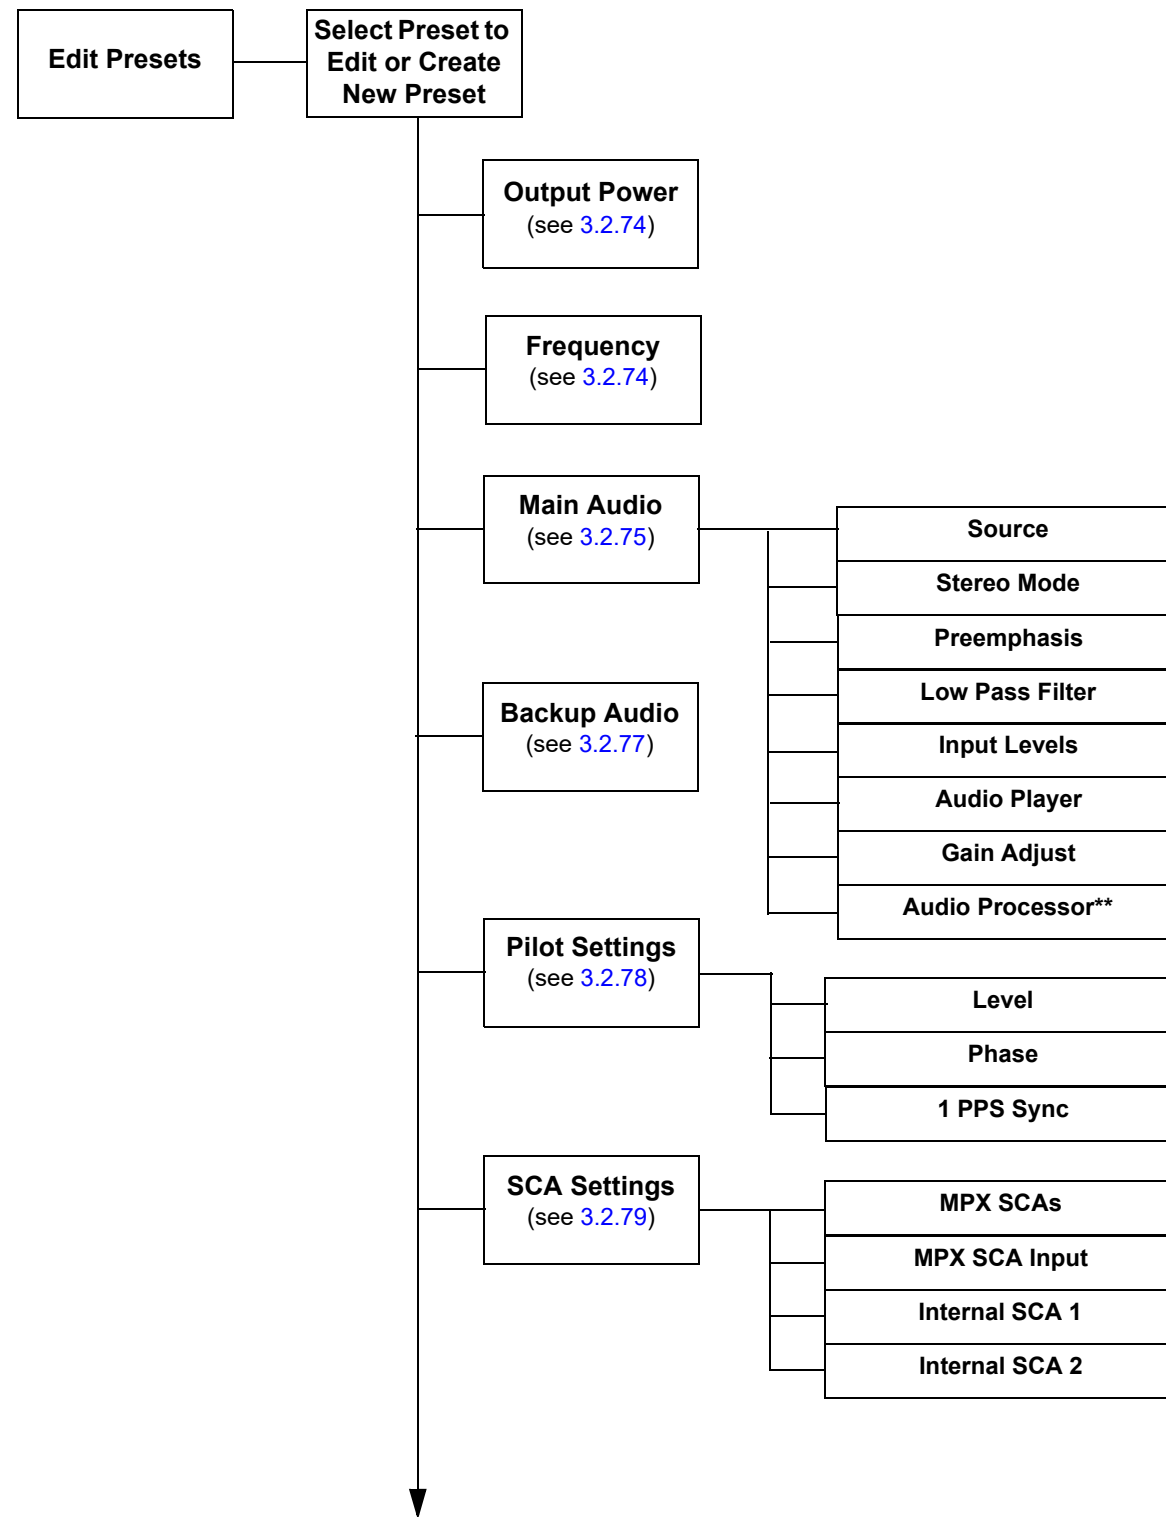 Edit Presets
Select Preset to
Edit or Create
New Preset
Output Power
(see 3.2.74)
Frequency
(see 3.2.74)
Main Audio
(see 3.2.75)
Source
Stereo Mode
Preemphasis
Low Pass Filter
Input Levels
Audio Player
Gain Adjust
Audio Processor**
Backup Audio
(see 3.2.77)
Pilot Settings
(see 3.2.78)
Level
Phase
1 PPS Sync
SCA Settings
(see 3.2.79)
MPX SCAs
MPX SCA Input
Internal SCA 1
Internal SCA 2